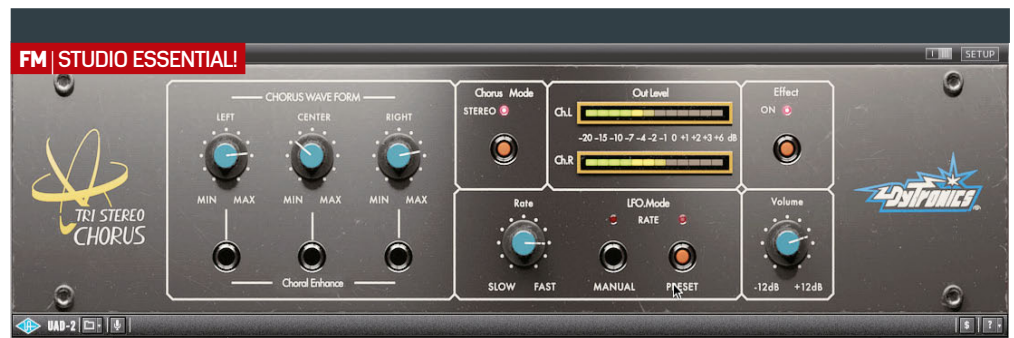 FM | STUDIO ESSENTIAL!
SETUP
CHORUS WAVE FORM
LEFT CENTER RIGHT
MIN MAX MIN MAX MIN MAX
Choral Enhance
TRI STEREO
CHORUS
Chorus Mode
STEREO
Out Level
Ch.L
-20 -15 -10 -7 -4 -2 -1 0 +1 +2 +3 +6 dB
Ch.R
Effect
ON
Rate
SLOW FAST
LFO.Mode
RATE
MANUAL PRESET
Volume
-12dB +12dB
DYTRONICS
UA UAD-2
$ ?